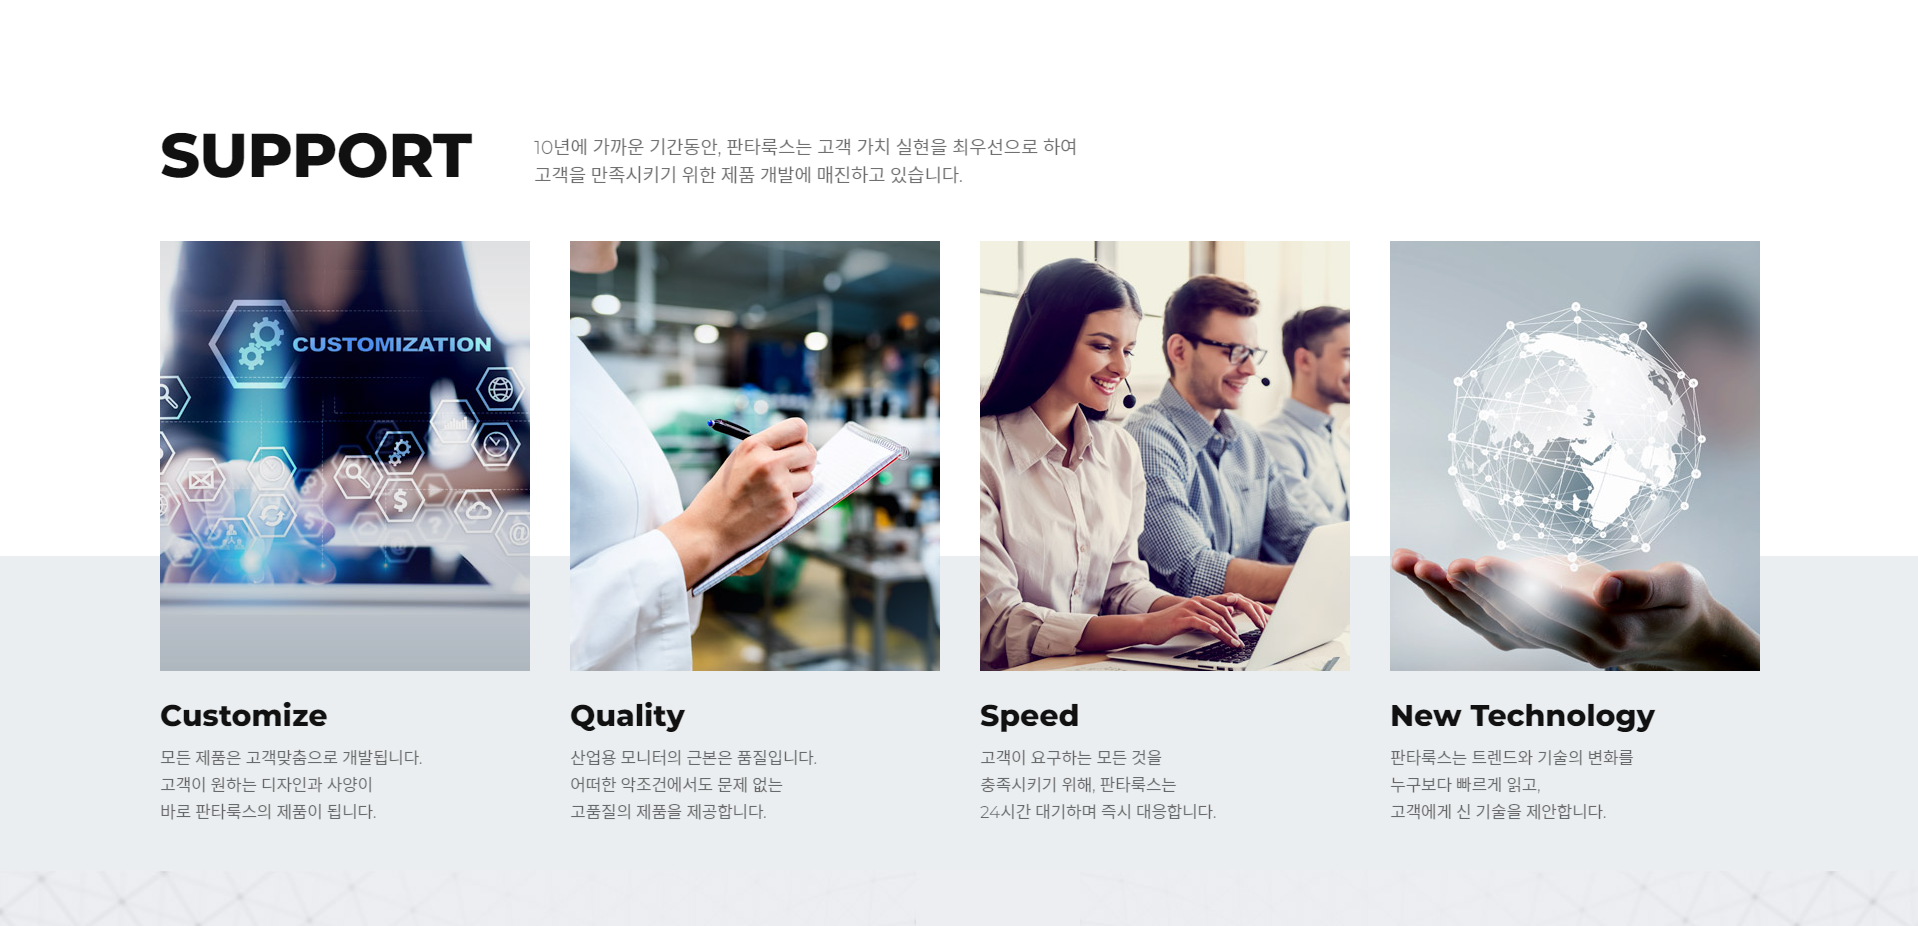 SUPPORT
10년에 가까운 기간동안, 판타룩스는 고객 가치 실현을 최우선으로 하여
고객을 만족시키기 위한 제품 개발에 매진하고 있습니다.
CUSTOMIZATION
Customize
모든 제품은 고객맞춤으로 개발됩니다.
고객이 원하는 디자인과 사양이
바로 판타룩스의 제품이 됩니다.
Quality
산업용 모니터의 근본은 품질입니다.
어떠한 악조건에서도 문제 없는
고품질의 제품을 제공합니다.
Speed
고객이 요구하는 모든 것을
충족시키기 위해, 판타룩스는
24시간 대기하며 즉시 대응합니다.
New Technology
판타룩스는 트렌드와 기술의 변화를
누구보다 빠르게 읽고,
고객에게 신 기술을 제안합니다.